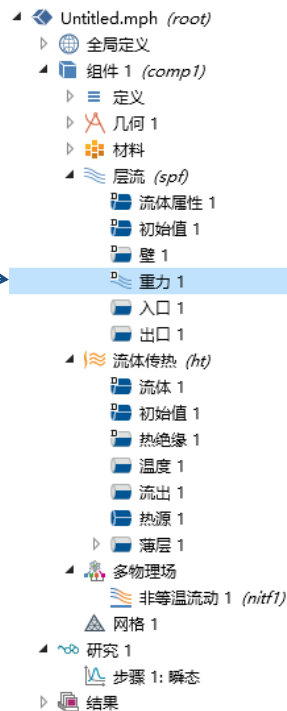 Untitled.mph (root)
全局定义
组件 1 (comp1)
定义
几何 1
材料
层流 (spf)
流体属性 1
初始值 1
壁 1
重力 1
入口 1
出口 1
流体传热 (ht)
流体 1
初始值 1
热绝缘 1
温度 1
流出 1
热源 1
薄层 1
多物理场
非等温流动 1 (nitf1)
网格 1
研究 1
步骤 1: 瞬态
结果